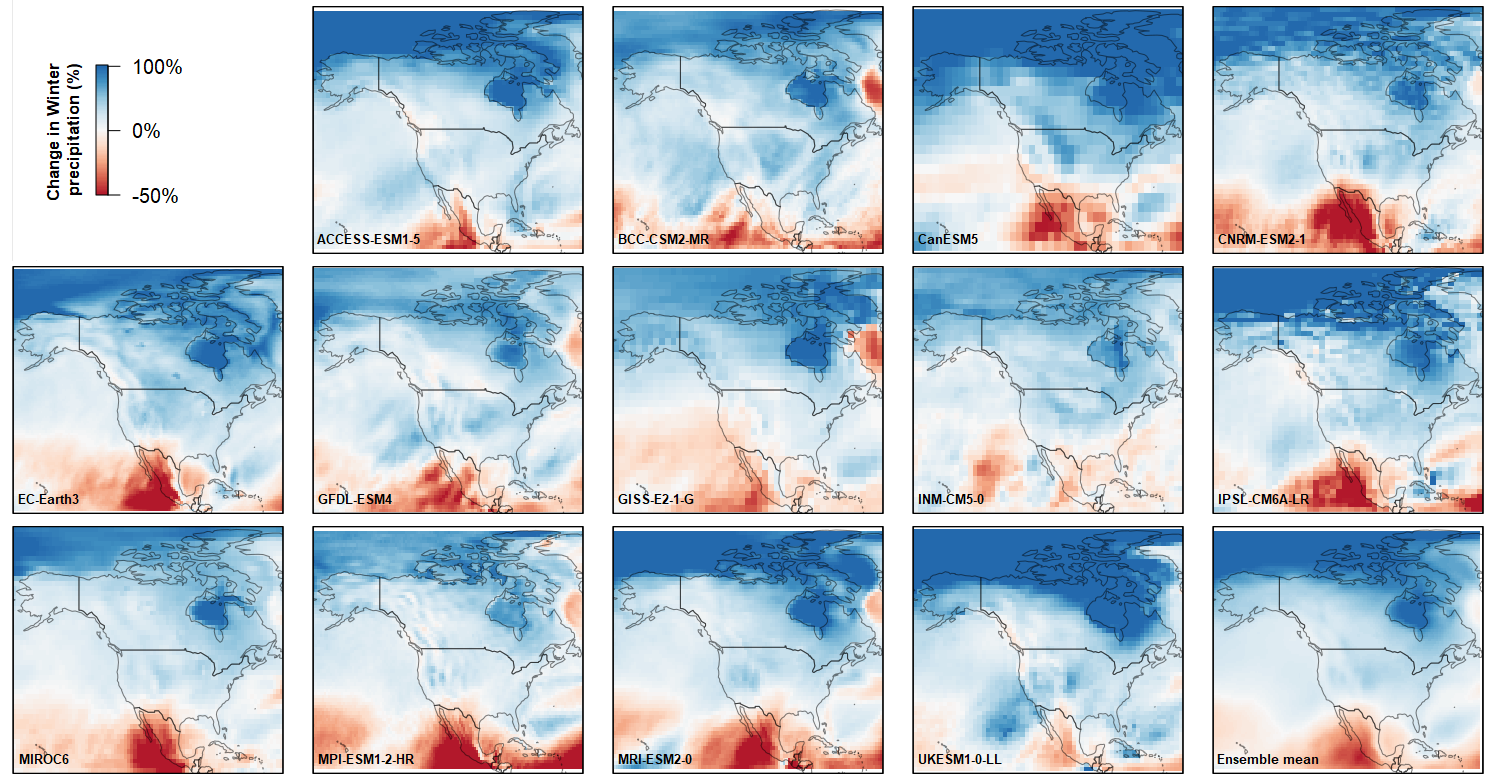 Change in Winter
precipitation (%)
100%
0%
-50%
ACCESS-ESM1-5
BCC-CSM2-MR
CanESM5
CNRM-ESM2-1
EC-Earth3
GFDL-ESM4
GISS-E2-1-G
INM-CM5-0
IPSL-CM6A-LR
MIROC6
MPI-ESM1-2-HR
MRI-ESM2-0
UKESM1-0-LL
Ensemble mean